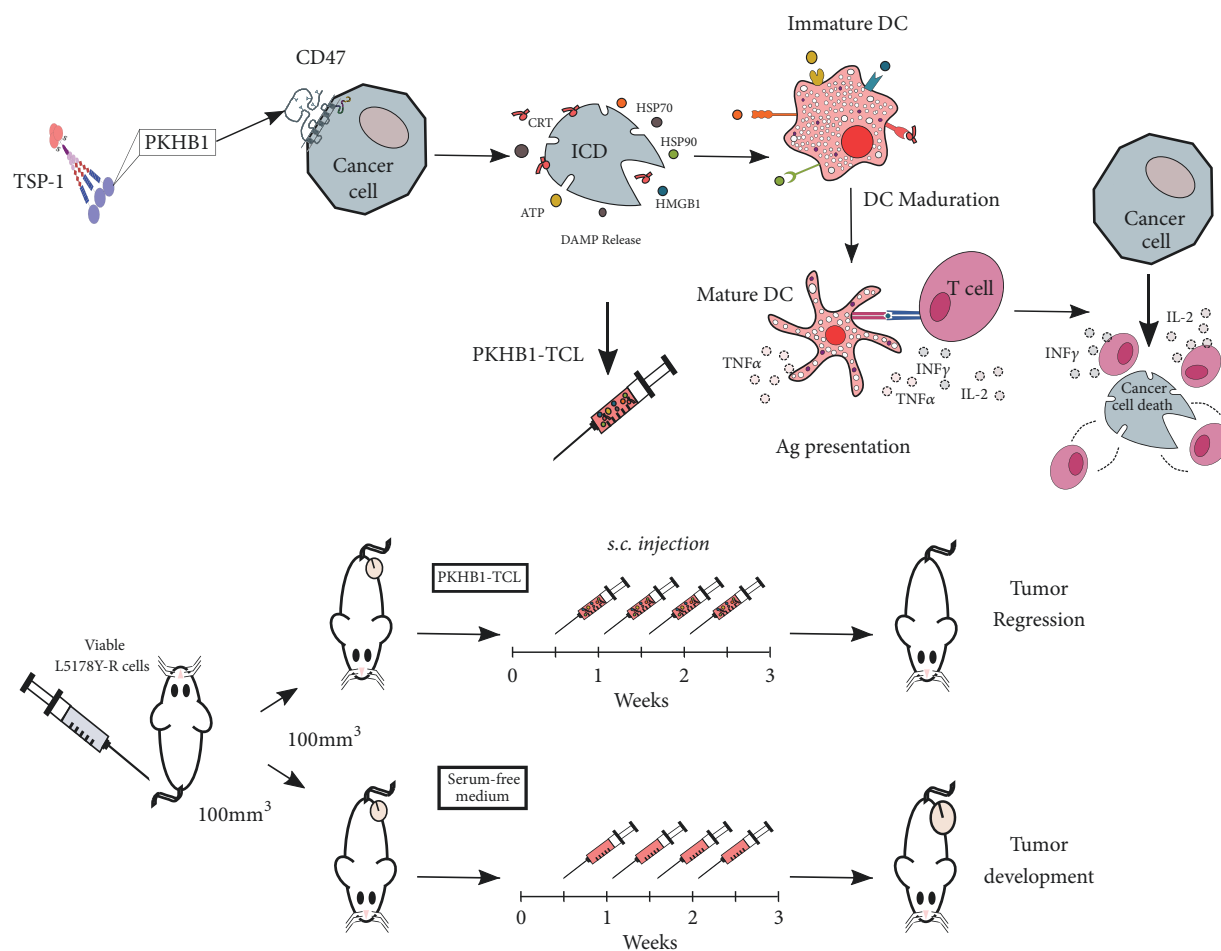 Immature DC
CD47
TSP-1
s
s
PKHB1
Cancer
cell
CRT
HSP70
ICD
HSP90
HMGB1
ATP
DAMP Release
DC Maduration
Cancer
cell
Mature DC
T cell
TNFα
INFγ
TNFα
IL-2
Ag presentation
IL-2
INFγ
Cancer
cell death
PKHB1-TCL
Viable
L5178Y-R cells
100mm³
100mm³
PKHB1-TCL
s.c. injection
0 1 2 3
Weeks
Tumor
Regression
Serum-free
medium
0 1 2 3
Weeks
Tumor
development